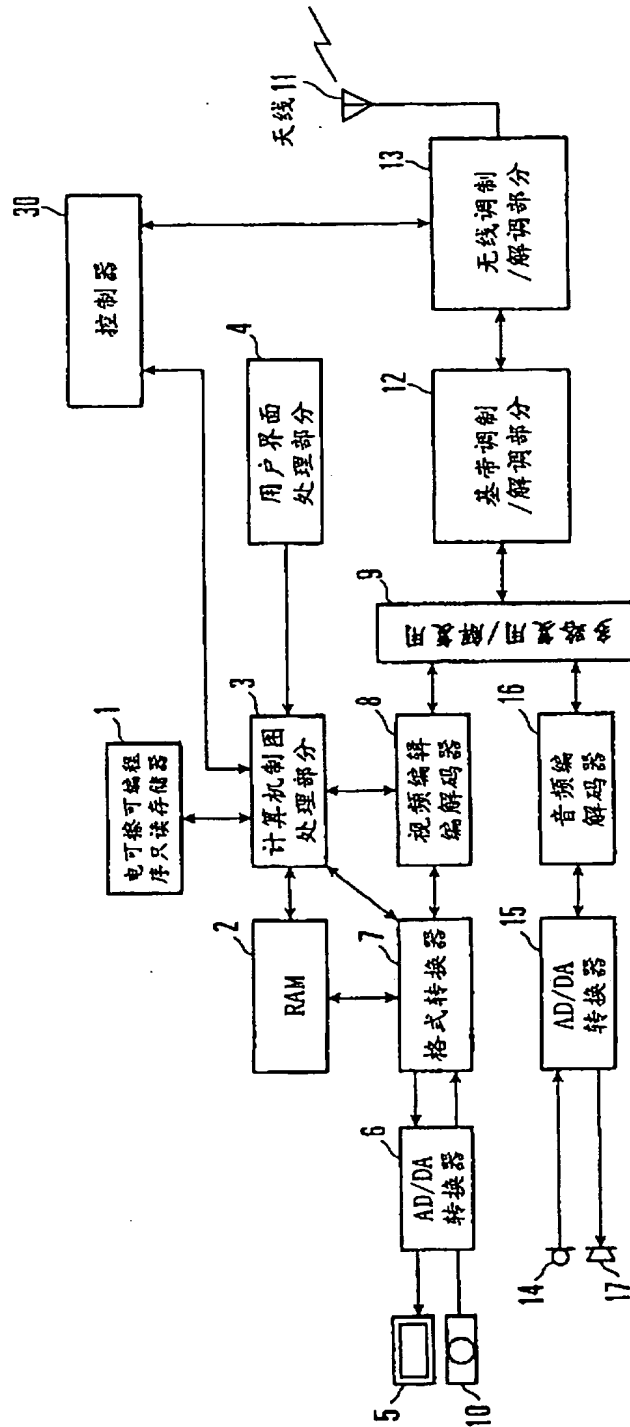 30
控制器
1
电可擦可编程
序只读存储器
4
用户界面
处理部分
天线 11
2
RAM
3
计算机制图
处理部分
5
10
6
AD/DA
转换器
7
格式转换器
8
视频编辑
编解码器
9
12
基带调制
/解调部分
13
无线调制
/解调部分
14
17
15
AD/DA
转换器
16
音频编
解码器